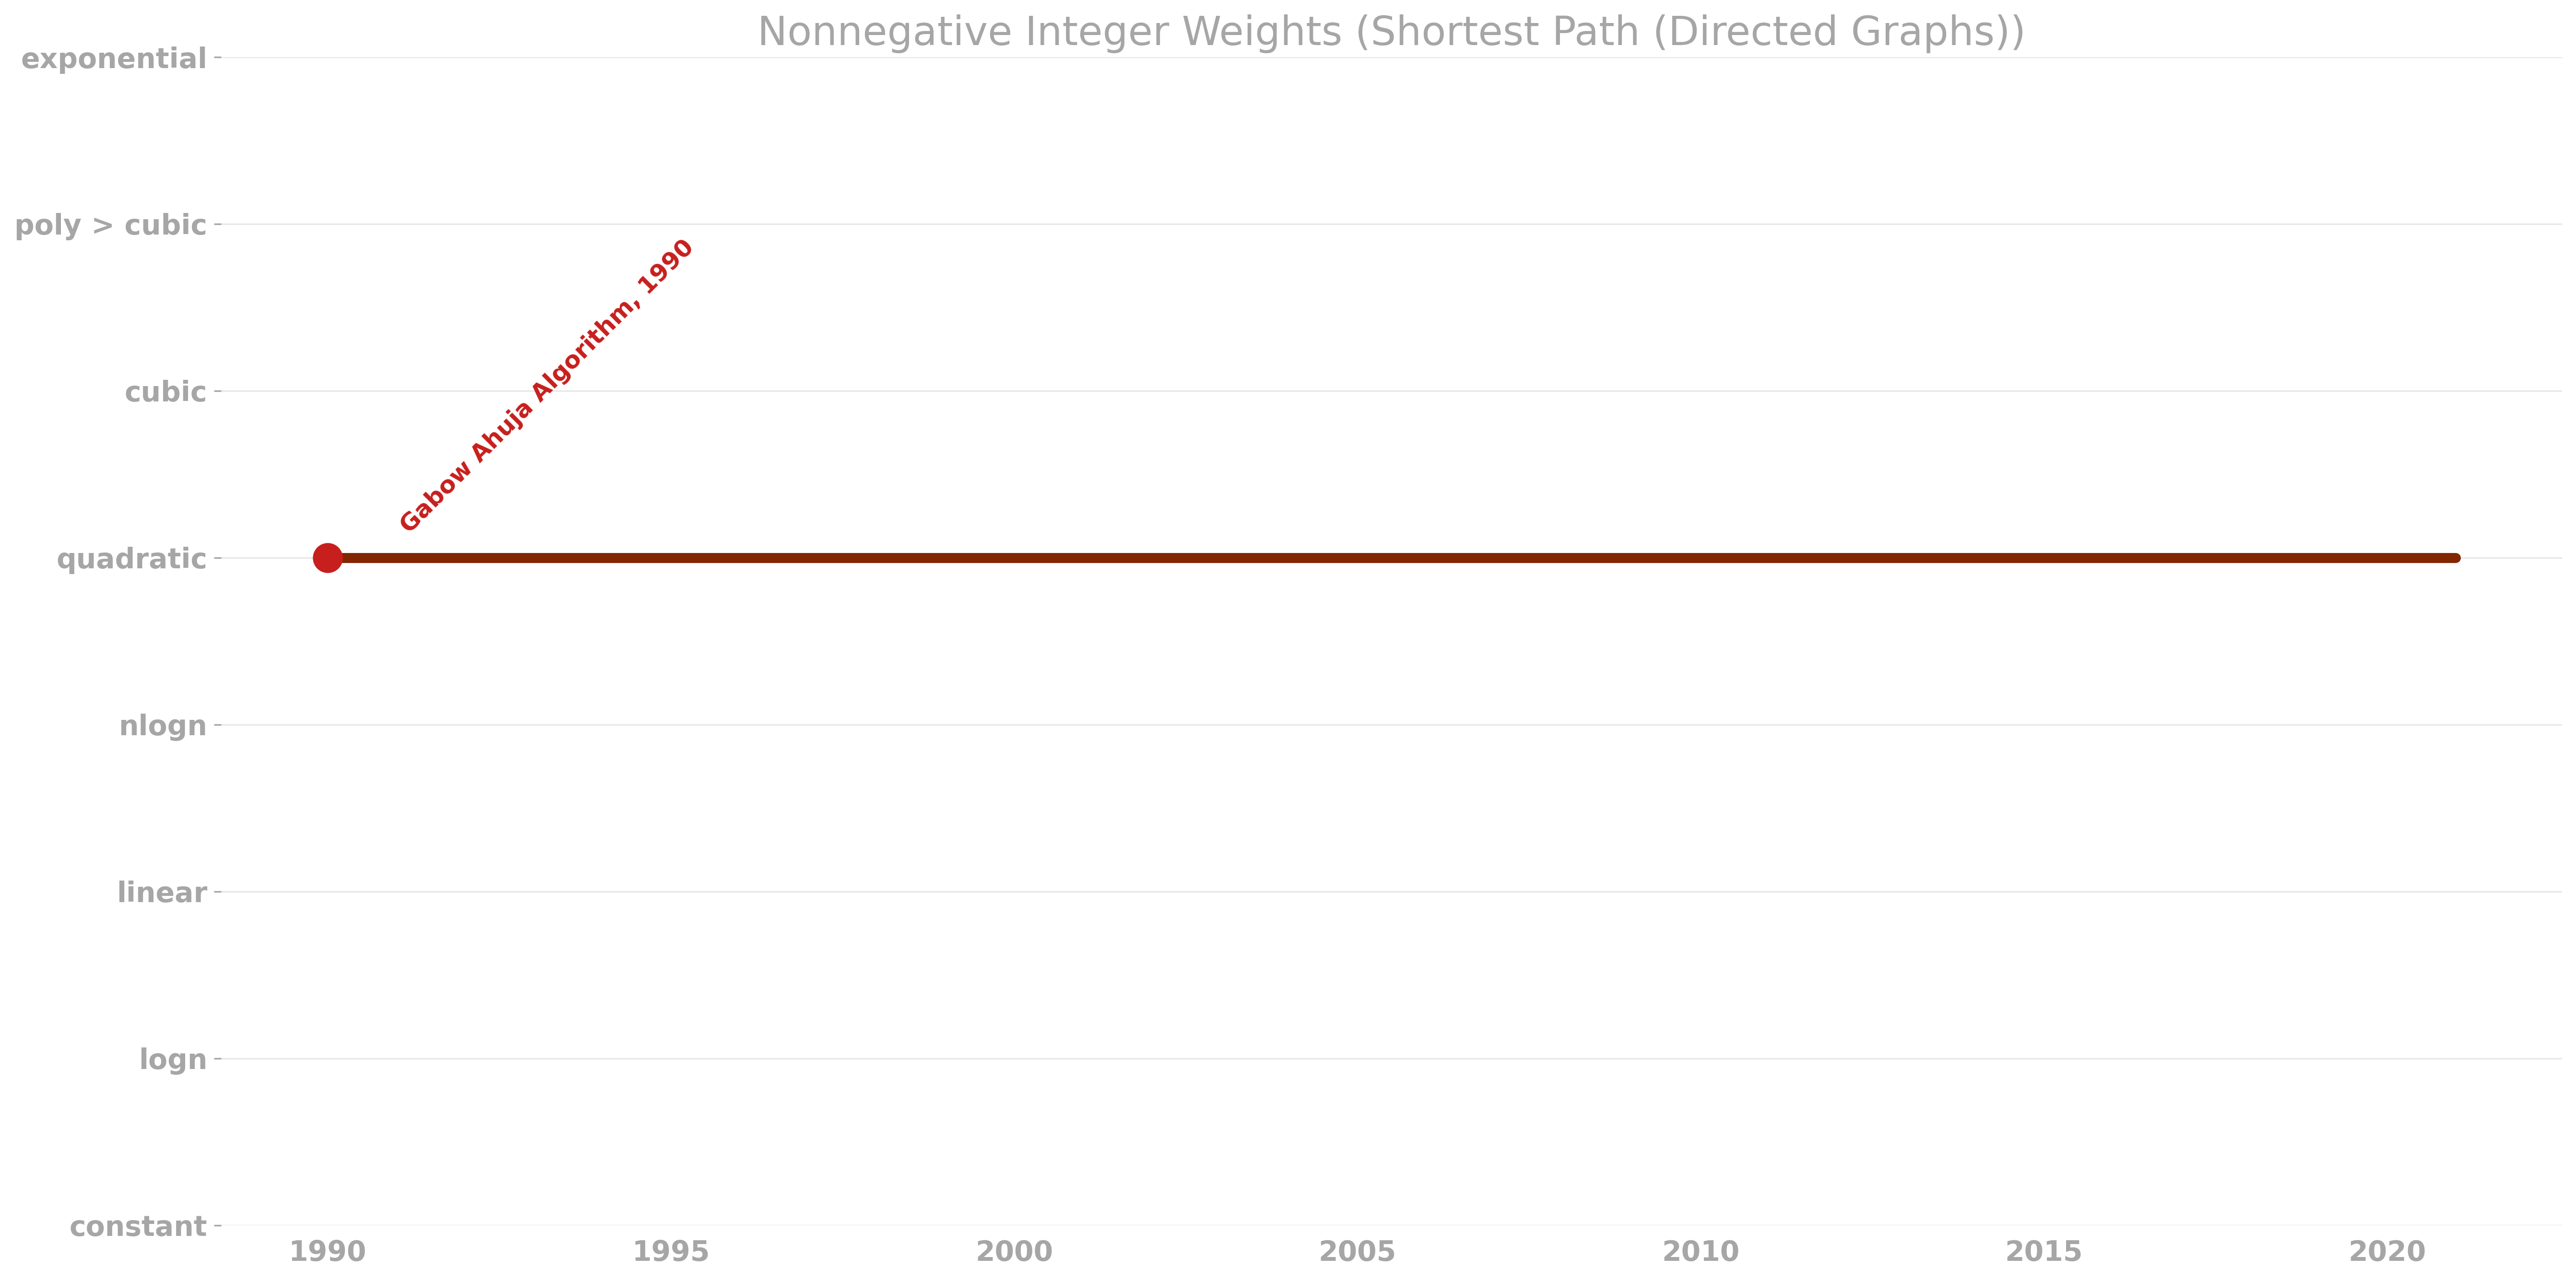 Nonnegative Integer Weights (Shortest Path (Directed Graphs))
exponential
poly > cubic
cubic
quadratic
nlogn
linear
logn
constant
Gabow Ahuja Algorithm, 1990
1990
1995
2000
2005
2010
2015
2020